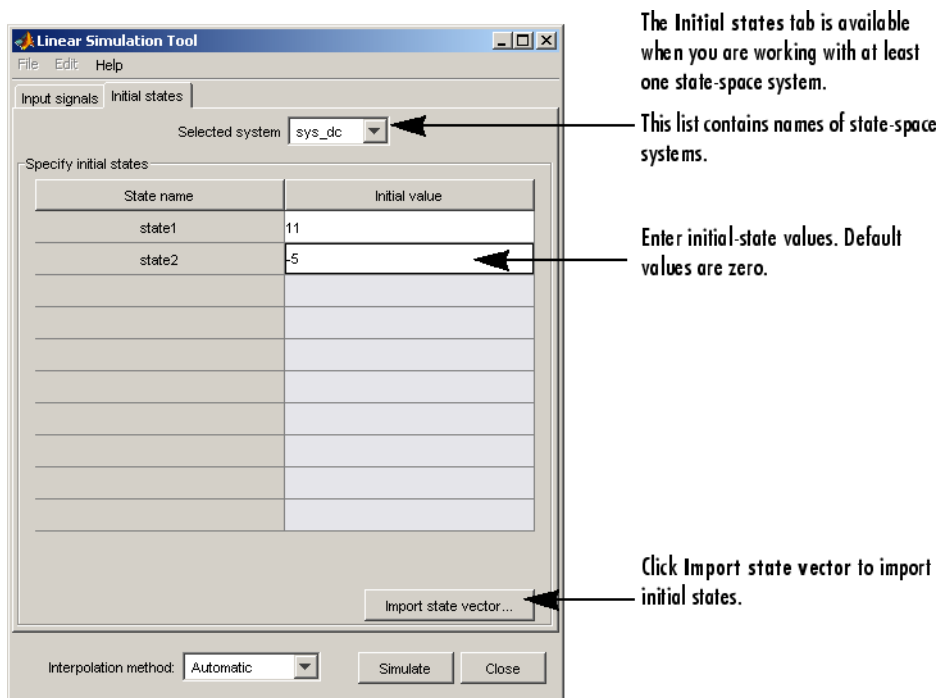 Linear Simulation Tool
File Edit Help
Input signals Initial states
Selected system sys_dc
Specify initial states
State name Initial value
state1 11
state2 -5
Import state vector...
Interpolation method: Automatic Simulate Close
The Initial states tab is available
when you are working with at least
one state-space system.
This list contains names of state-space
systems.
Enter initial-state values. Default
values are zero.
Click Import state vector to import
initial states.